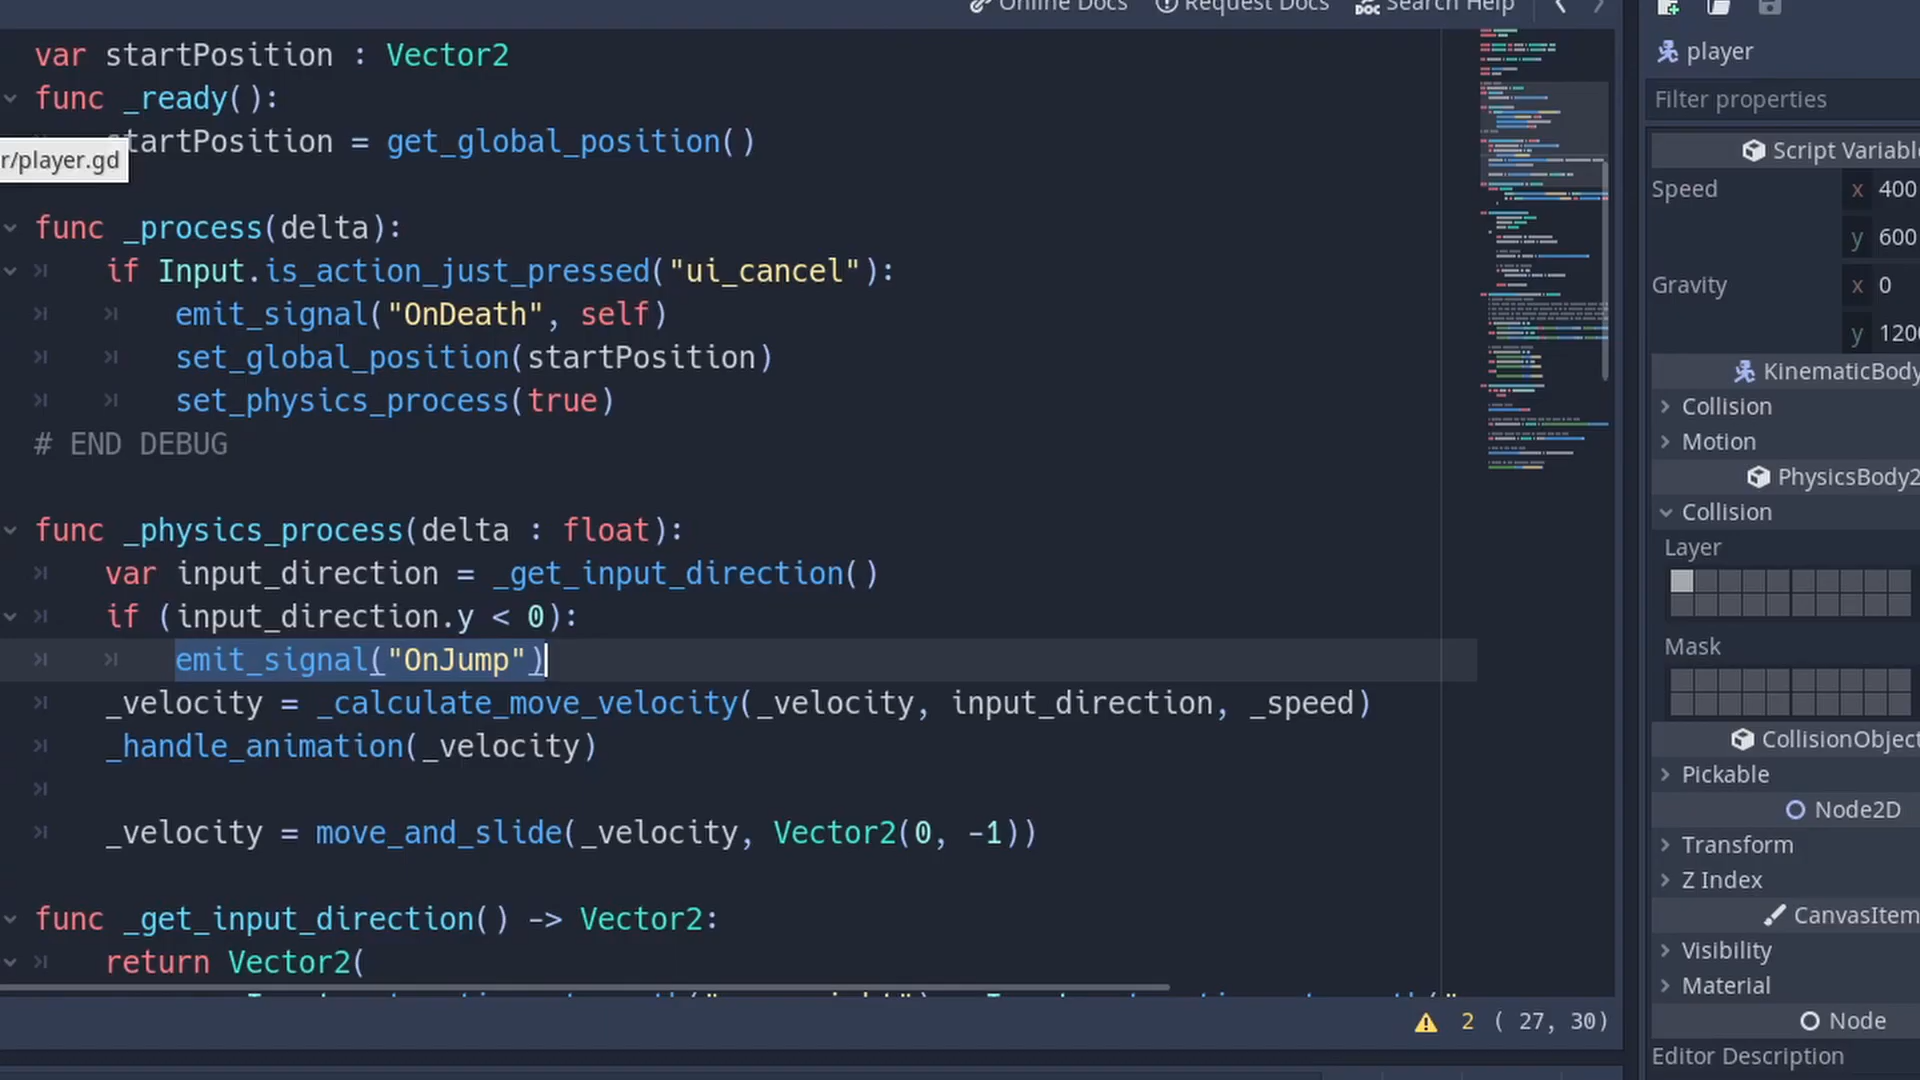 Online Docs Request Docs Search Help
var startPosition : Vector2
func _ready():
startPosition = get_global_position()
r/player.gd
func _process(delta):
if Input.is_action_just_pressed("ui_cancel"):
emit_signal("OnDeath", self)
set_global_position(startPosition)
set_physics_process(true)
# END DEBUG
func _physics_process(delta : float):
var input_direction = _get_input_direction()
if (input_direction.y < 0):
emit_signal("OnJump")
_velocity = _calculate_move_velocity(_velocity, input_direction, _speed)
_handle_animation(_velocity)
_velocity = move_and_slide(_velocity, Vector2(0, -1))
func _get_input_direction() -> Vector2:
return Vector2(
2 ( 27, 30)
player
Filter properties
Script Variable
Speed x 400
y 600
Gravity x 0
y 1200
KinematicBody
Collision
Motion
PhysicsBody2
Collision
Layer
Mask
CollisionObject
Pickable
Node2D
Transform
Z Index
CanvasItem
Visibility
Material
Node
Editor Description